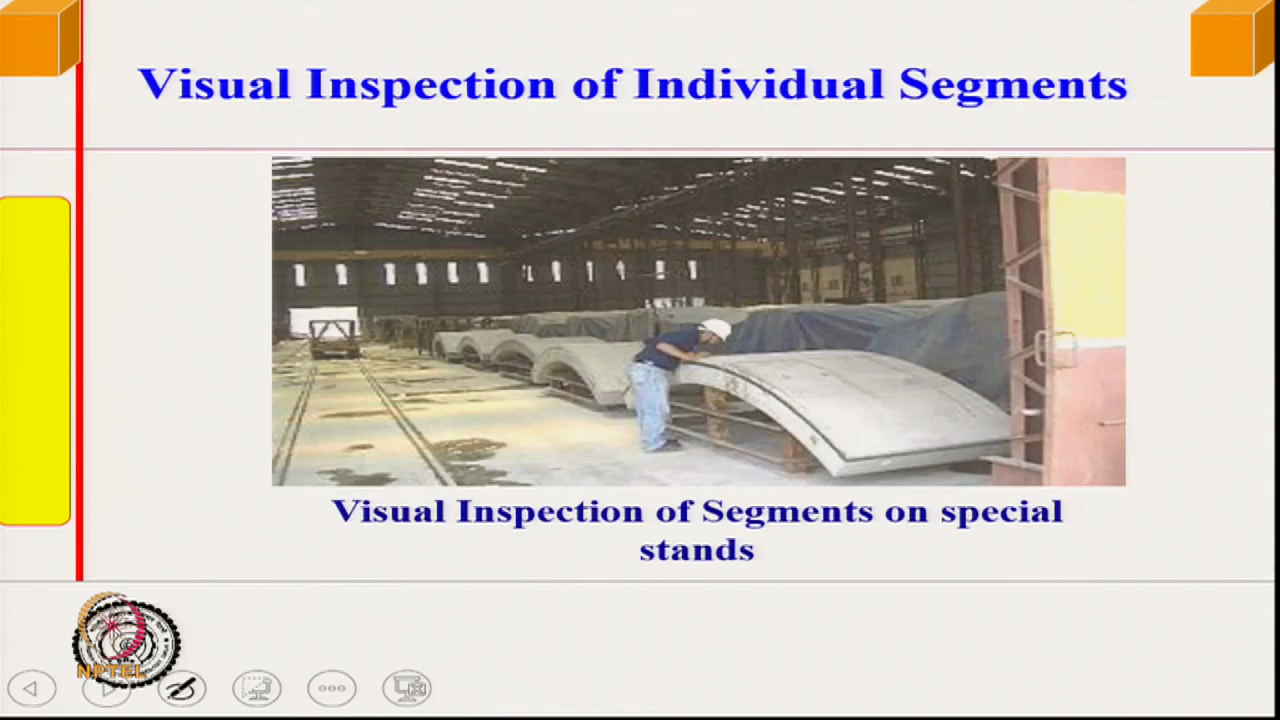 Visual Inspection of Individual Segments
Visual Inspection of Segments on special
stands
NPTEL